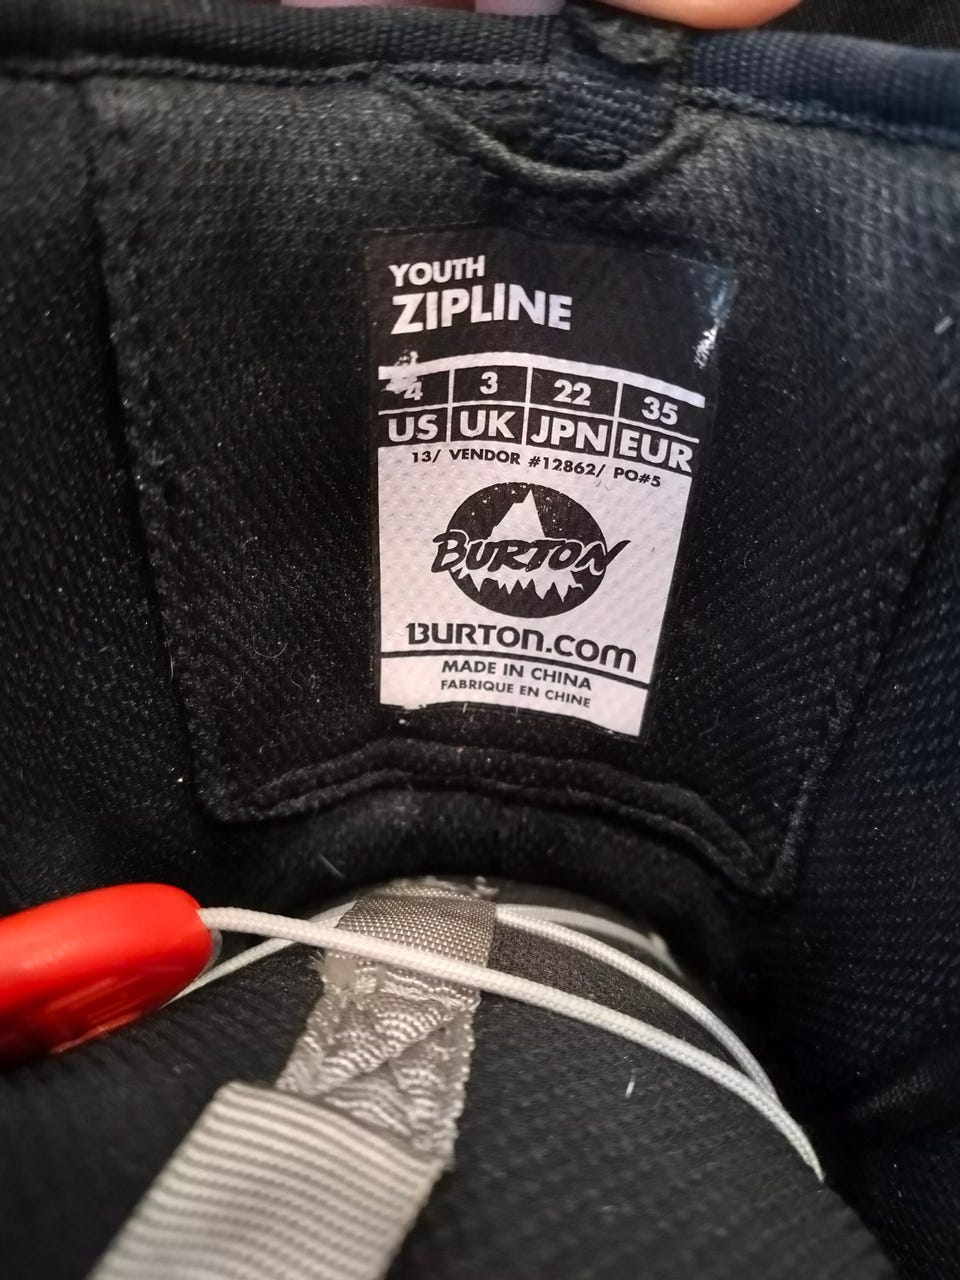 YOUTH
ZIPLINE
4 3 22 35
US UK JPN EUR
13/ VENDOR #12862/ PO#5
BURTON
BURTON.COM
MADE IN CHINA
FABRIQUE EN CHINE